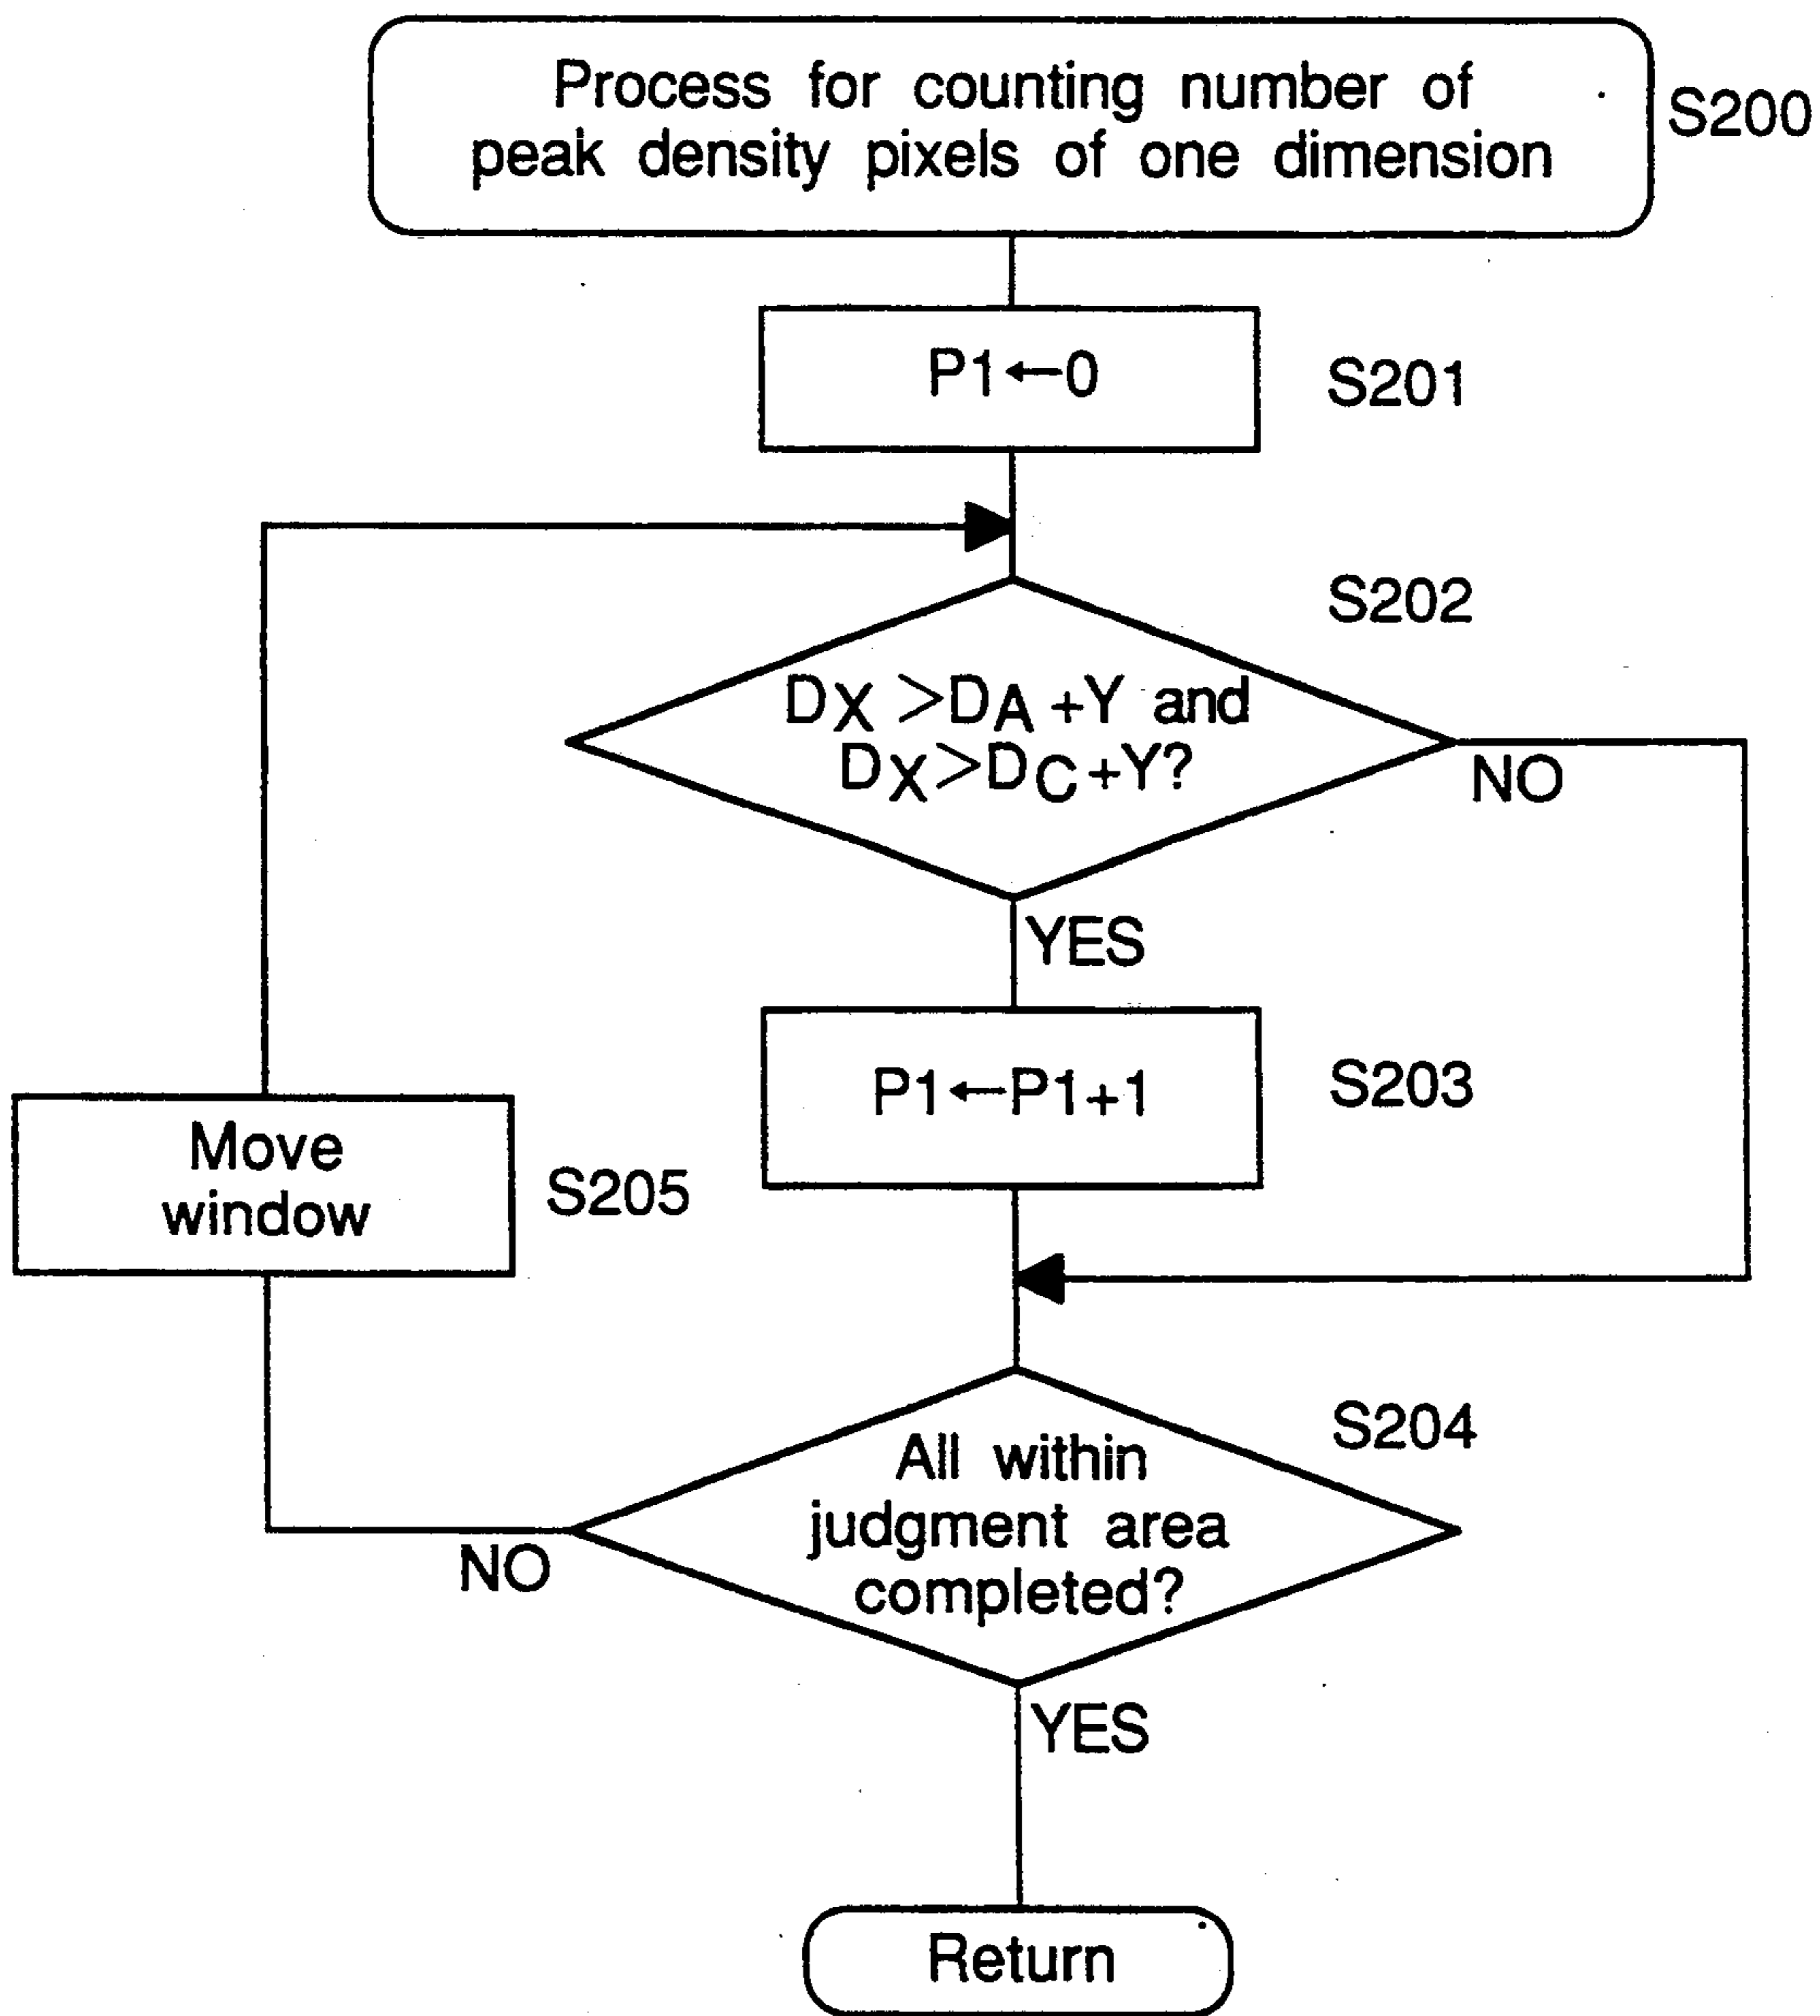 Process for counting number of
peak density pixels of one dimension
S200
P1←0
S201
S202
DX >DA +Y and
DX>DC+Y?
NO
YES
P1←P1+1
S203
Move
window
S205
S204
All within
judgment area
completed?
NO
YES
Return